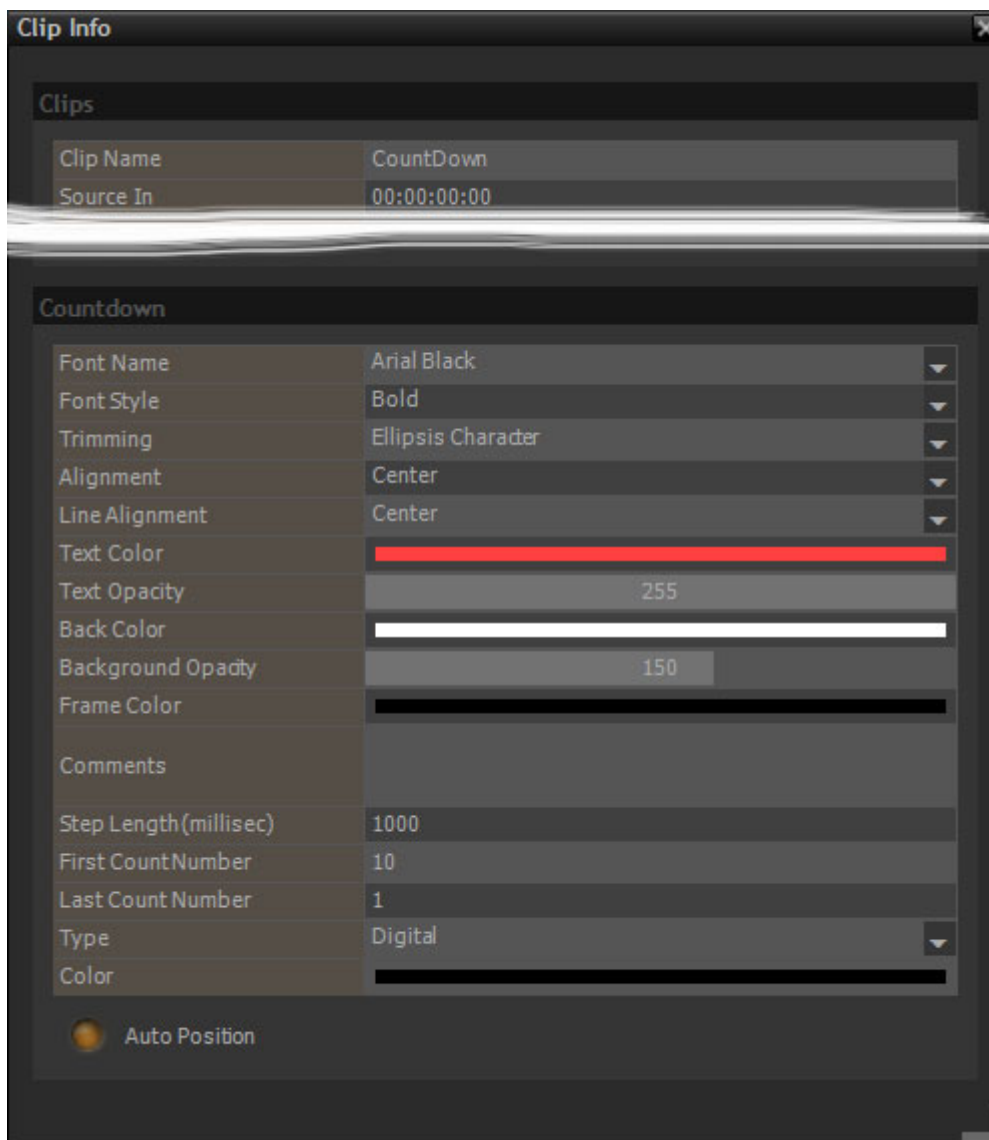 Clip Info
Clips
Clip Name CountDown
Source In 00:00:00:00
Countdown
Font Name Arial Black
Font Style Bold
Trimming Ellipsis Character
Alignment Center
Line Alignment Center
Text Color
Text Opacity 255
Back Color
Background Opacity 150
Frame Color
Comments
Step Length(millisec) 1000
First Count Number 10
Last Count Number 1
Type Digital
Color
Auto Position